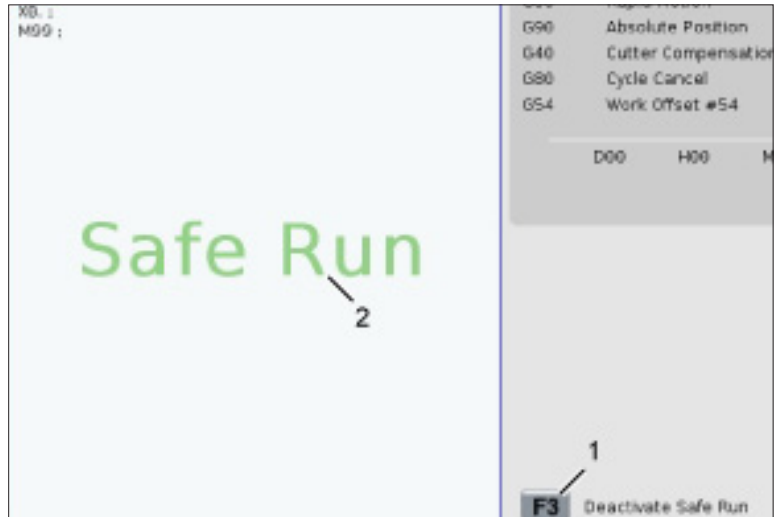 X0.;
M99;
G90 Absolute Position
G40 Cutter Compensation
G80 Cycle Cancel
G54 Work Offset #54
D00 H00 M
Safe Run
2
1
F3 Deactivate Safe Run